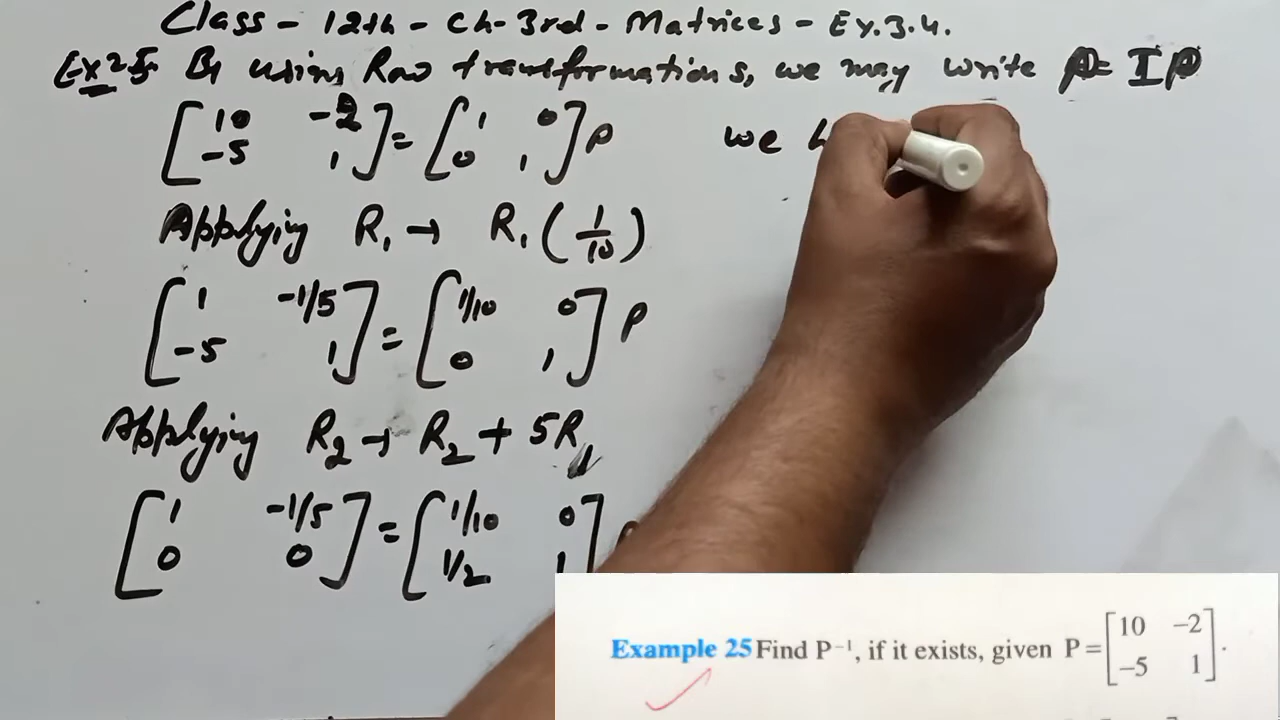 Class - 12th - Ch-3rd - Matrices - Ex.3.4.
Ex 25 By using Row transformations, we may write P = I P
[10 -2 = [1 0
-5 1] 0 1] P
we h
Applying R₁ → R₁ (1/10)
[1 -1/5 = [1/10 0
-5 1] 0 1] P
Applying R₂ → R₂ + 5R₁
[1 -1/5 = [1/10 0
0 0] 1/2 1]
Example 25 Find P⁻¹, if it exists, given P = [10 -2
-5 1].